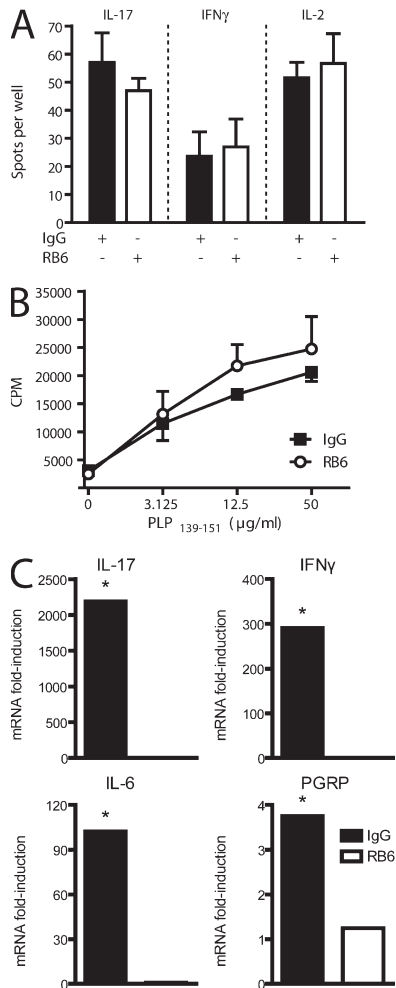 A
IL-17 IFNγ IL-2
Spots per well
70
60
50
40
30
20
10
0
IgG + - + - + -
RB6 - + - + - +
B
CPM
35000
30000
25000
20000
15000
10000
5000
0 3.125 12.5 50
PLP 139-151 (μg/ml)
IgG
RB6
C
IL-17
mRNA fold-induction
2500
2000
1500
1000
500
0
*
IFNγ
mRNA fold-induction
400
300
200
100
0
*
IL-6
mRNA fold-induction
120
90
60
30
0
*
PGRP
mRNA fold-induction
4
3
2
1
0
*
IgG
RB6